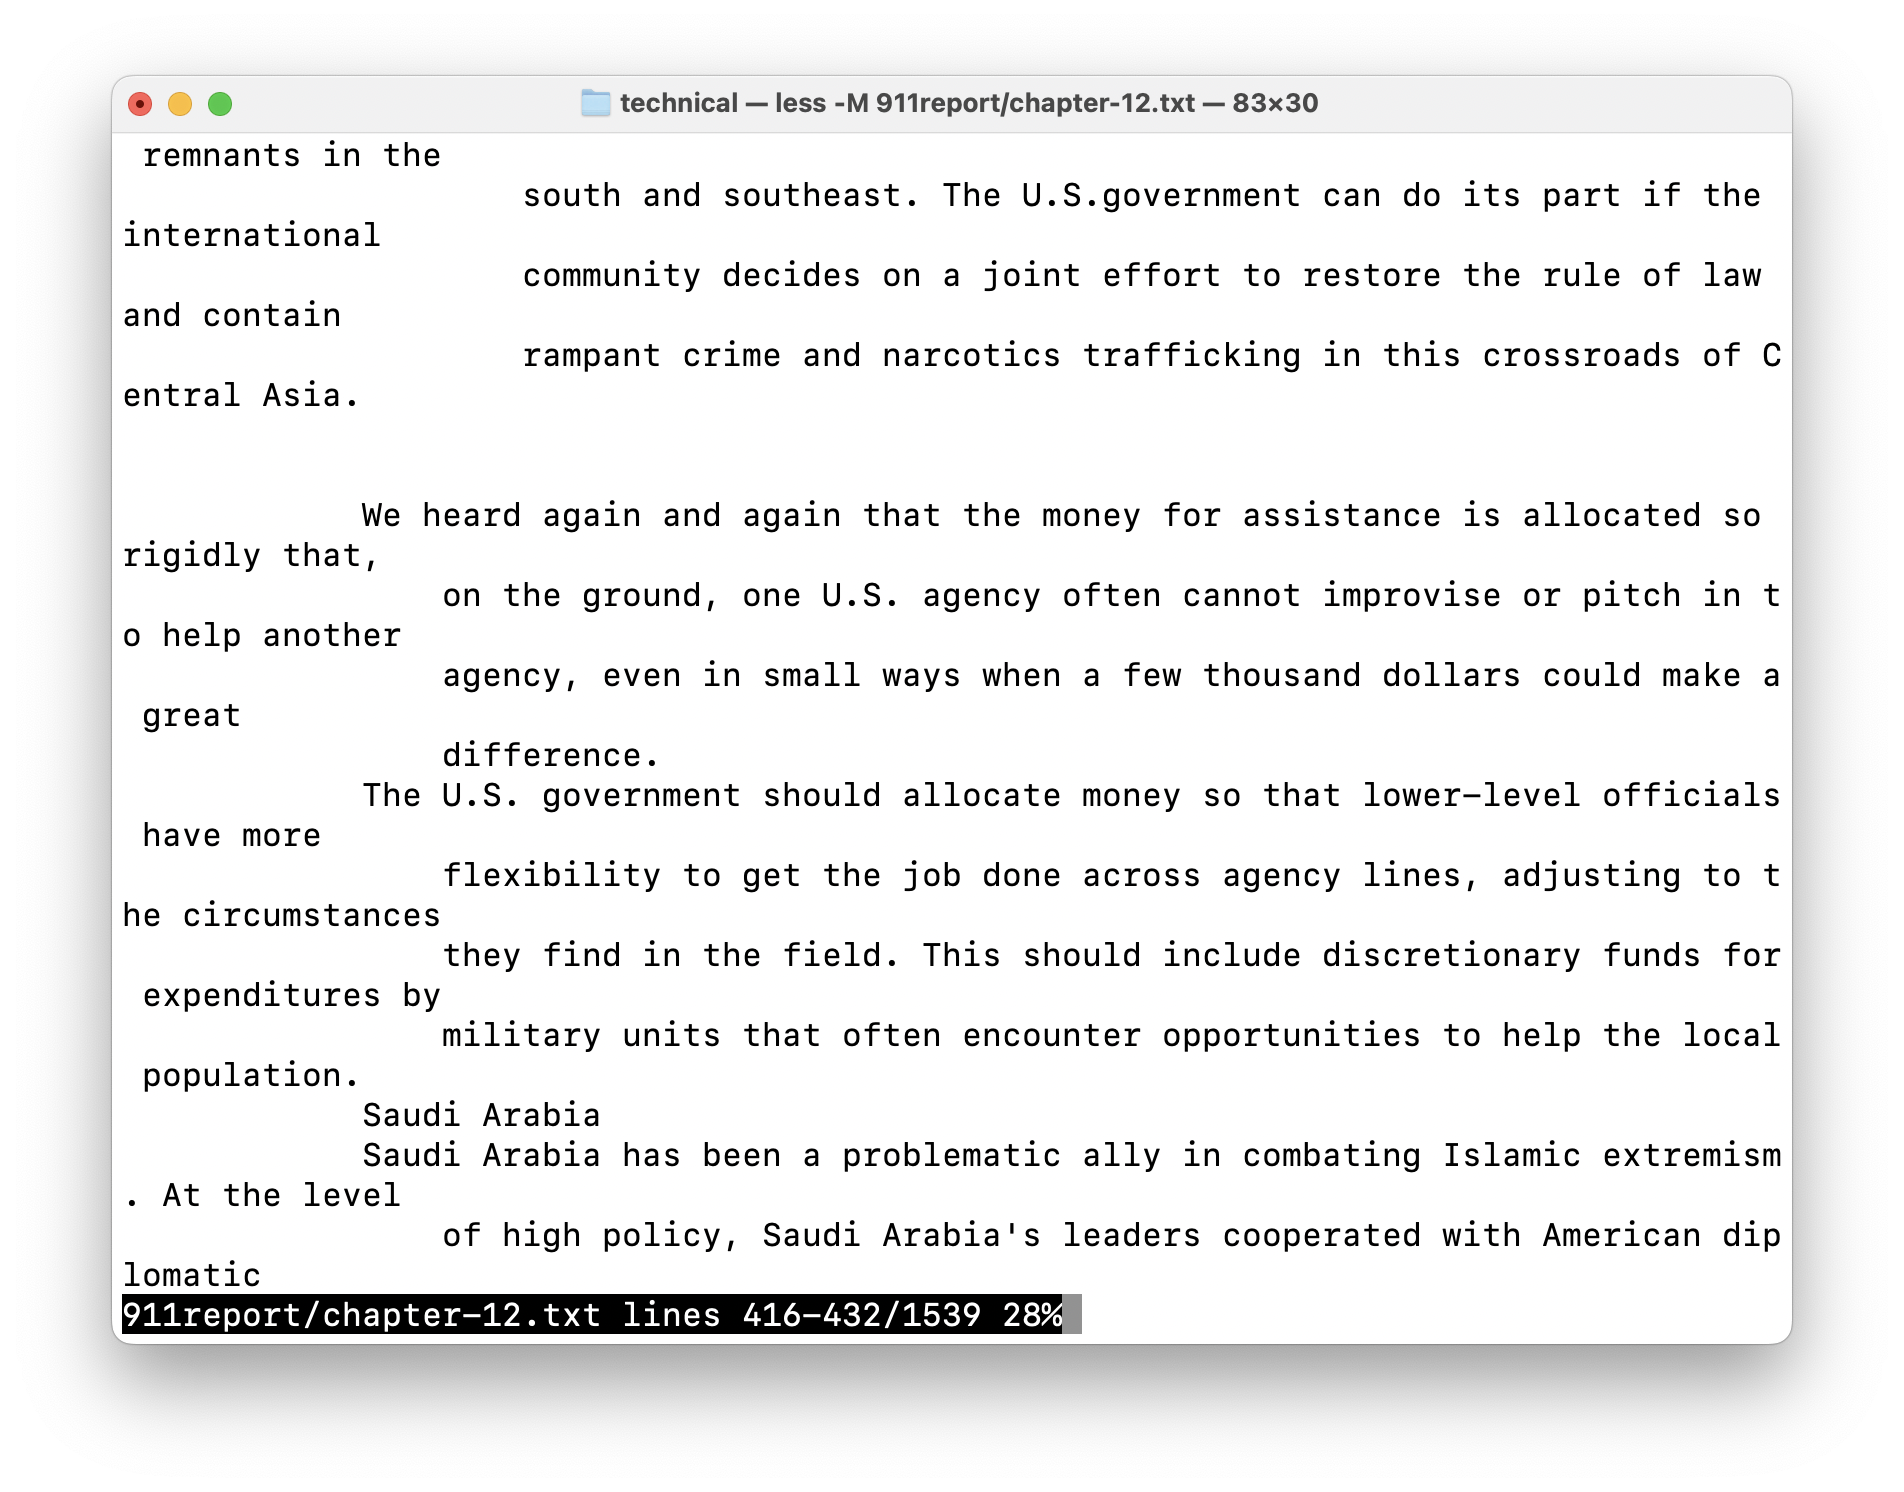 technical — less -M 911report/chapter-12.txt — 83×30
remnants in the
south and southeast. The U.S.government can do its part if the
international
community decides on a joint effort to restore the rule of law
and contain
rampant crime and narcotics trafficking in this crossroads of C
entral Asia.
We heard again and again that the money for assistance is allocated so
rigidly that,
on the ground, one U.S. agency often cannot improvise or pitch in t
o help another
agency, even in small ways when a few thousand dollars could make a
great
difference.
The U.S. government should allocate money so that lower-level officials
have more
flexibility to get the job done across agency lines, adjusting to t
he circumstances
they find in the field. This should include discretionary funds for
expenditures by
military units that often encounter opportunities to help the local
population.
Saudi Arabia
Saudi Arabia has been a problematic ally in combating Islamic extremism
. At the level
of high policy, Saudi Arabia's leaders cooperated with American dip
lomatic
911report/chapter-12.txt lines 416-432/1539 28%